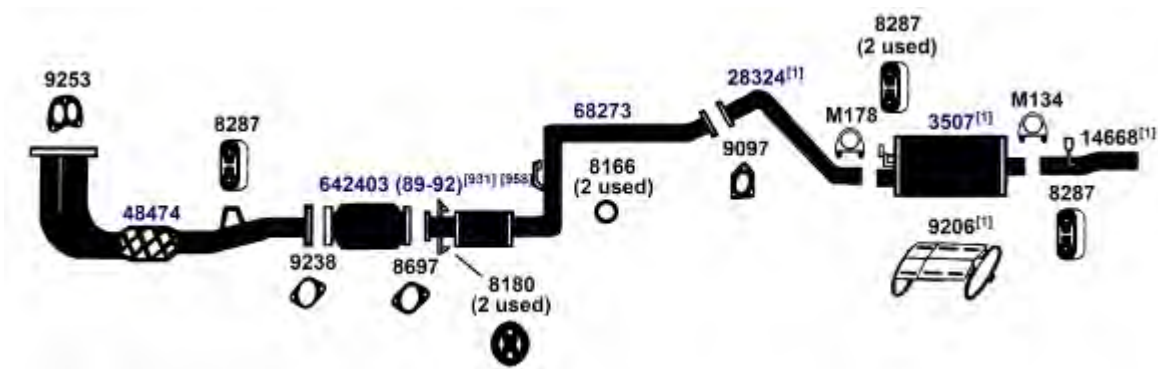 8287
(2 used)
9253
28324[1]
68273
M178
M134
3507[1]
14668[1]
8287
9097
8166
(2 used)
642403 (89-92)[931] [958]
48474
8287
9206[1]
9238
8697
8180
(2 used)